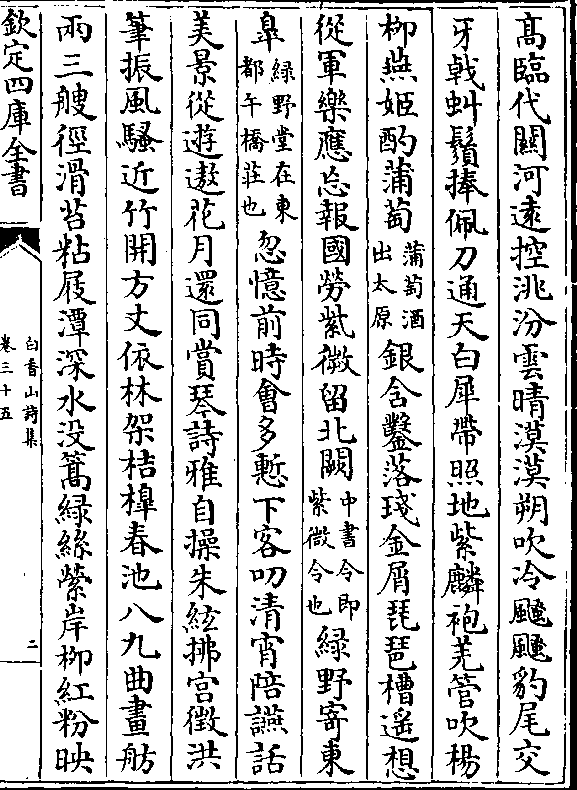 髙臨代闗河逺控洮汾雲晴漠漠朔吹冷颼颼豹尾交
牙㦸虬鬚捧佩刀通天白犀帶照地紫麟袍羌管吹楊
柳燕姬酌蒲萄蒲萄酒出太原銀含鑿落琖金屑琵琶槽遥想
從軍樂應忘報國勞紫微留北闕中書令即紫微令也緑野寄東
臯緑野堂在東都午橋莊也忽憶前時㑹多慙下客叨清宵陪讌話
美景從遊遨花月還同賞琴詩雅自操朱絃拂宫徵洪
筆振風騷近竹開方丈依林架桔橰春池八九曲畫舫
兩三艘徑滑苔粘屐潭深水没篙緑絲縈岸柳紅粉映
欽定四庫全書
白香山詩集
卷三十五
二